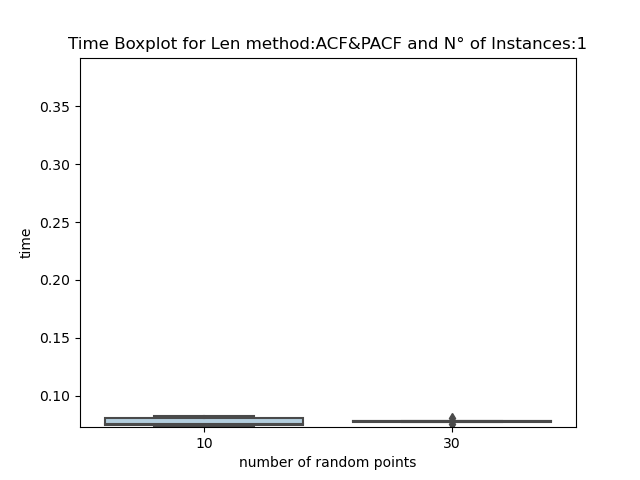 Time Boxplot for Len method:ACF&PACF and N° of Instances:1
0.35
0.30
0.25
0.20
0.15
0.10
time
10
30
number of random points